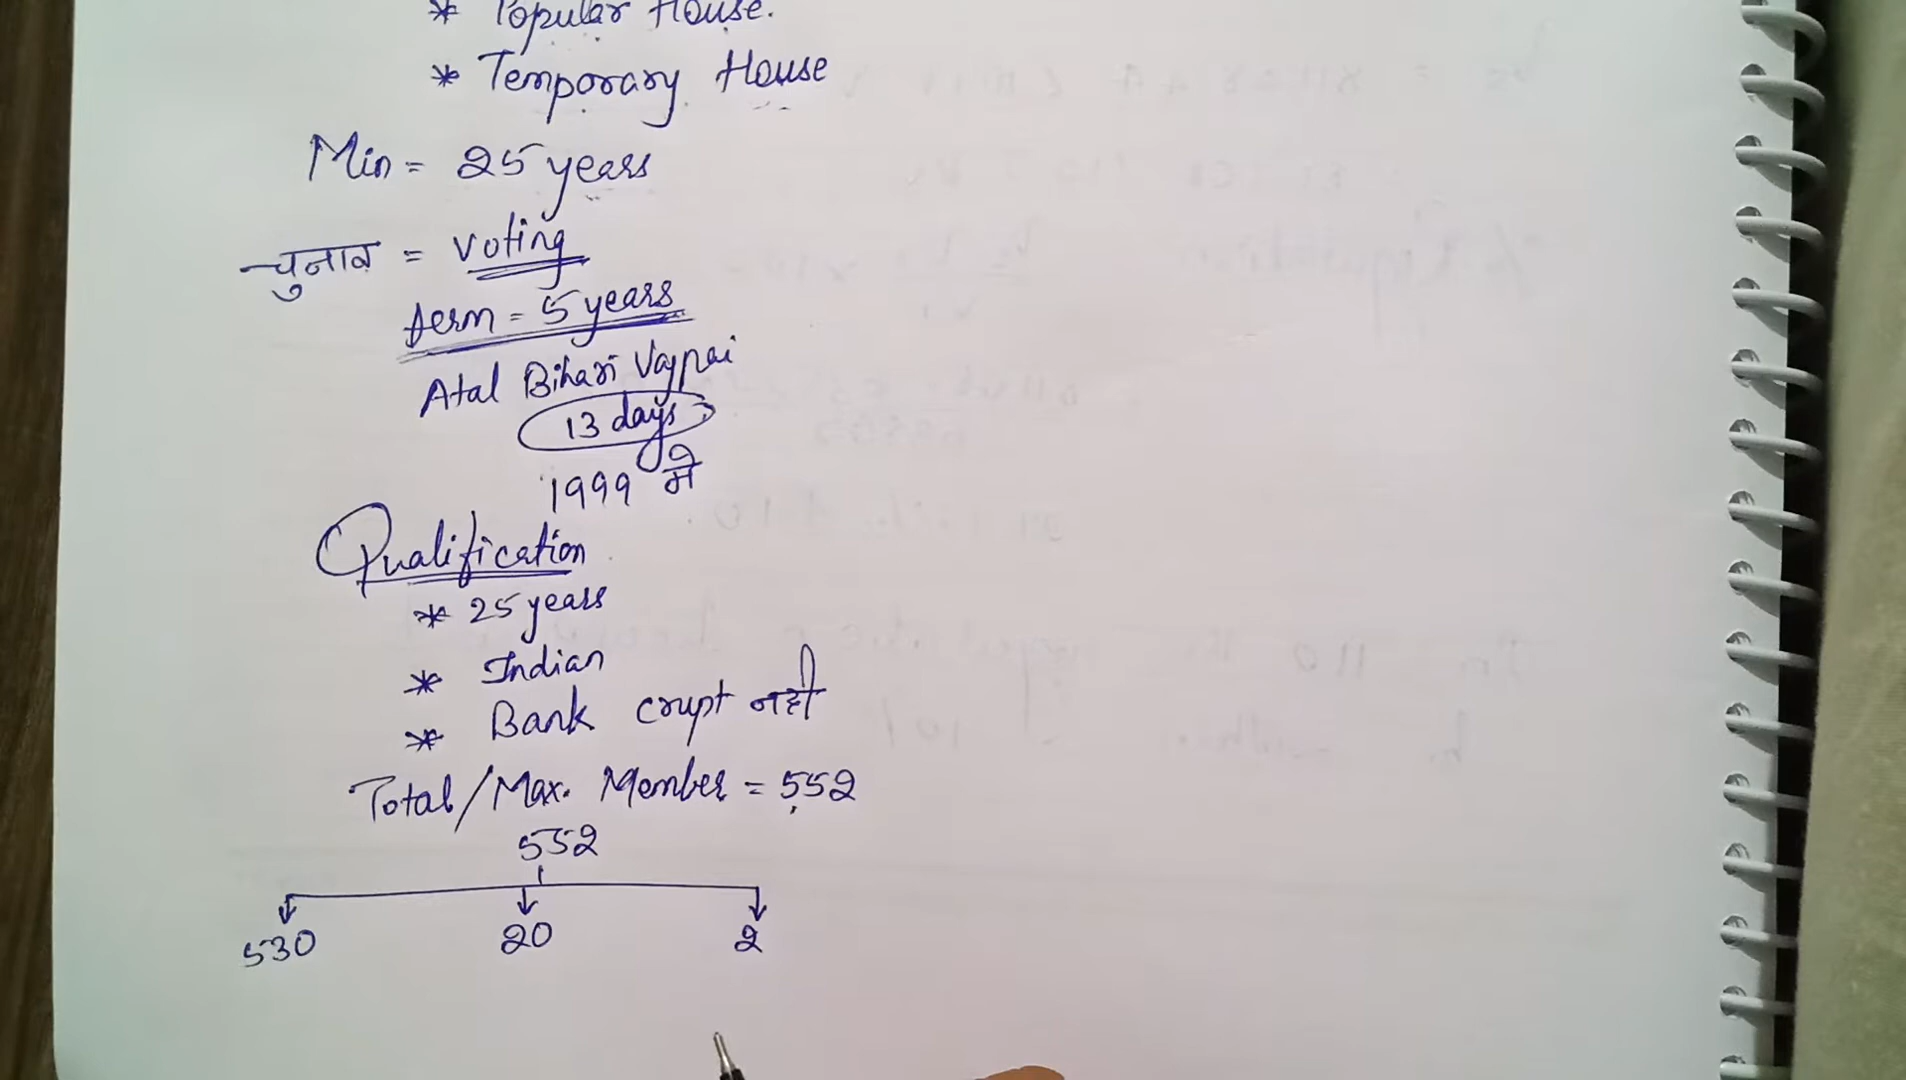 * Popular House.
* Temporary House
Min = 25 years
चुनाव = voting
term = 5 years
Atal Bihari Vajpai
13 days
1999 मे
Qualification
* 25 years
* Indian
* Bank crupt नही
Total/Max. Member = 552
552
530 20 2